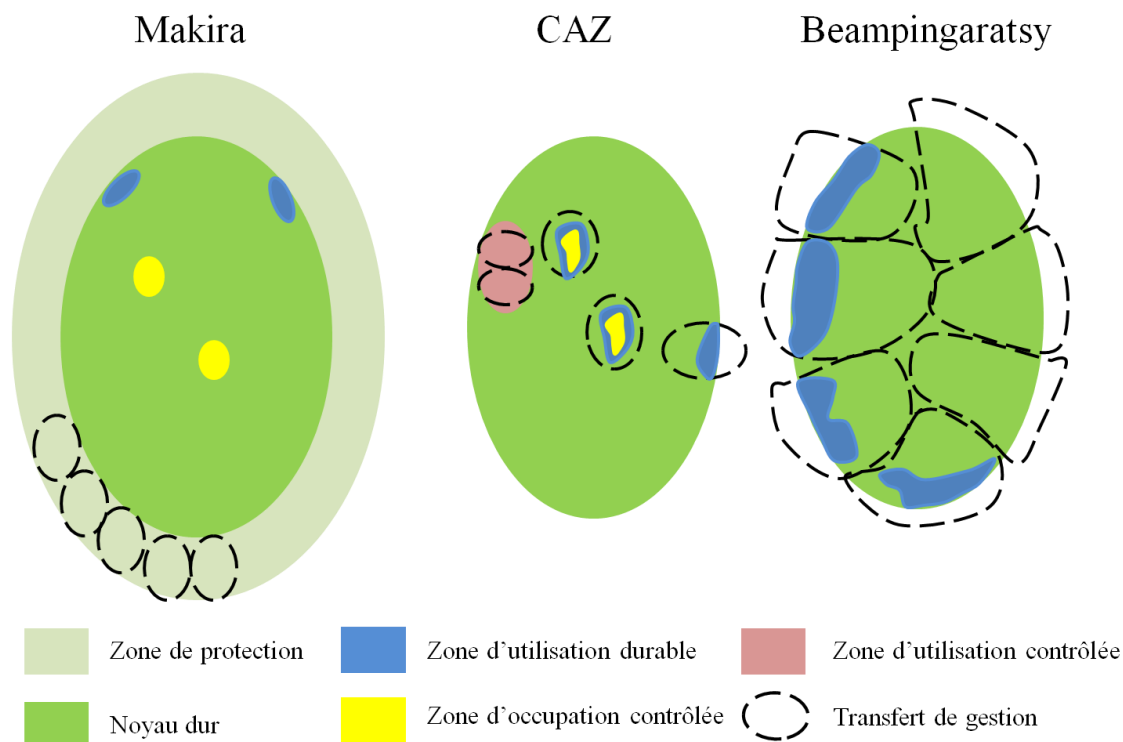 Makira
CAZ
Beampingaratsy
Zone de protection
Zone d'utilisation durable
Zone d'utilisation contrôlée
Noyau dur
Zone d'occupation contrôlée
Transfert de gestion